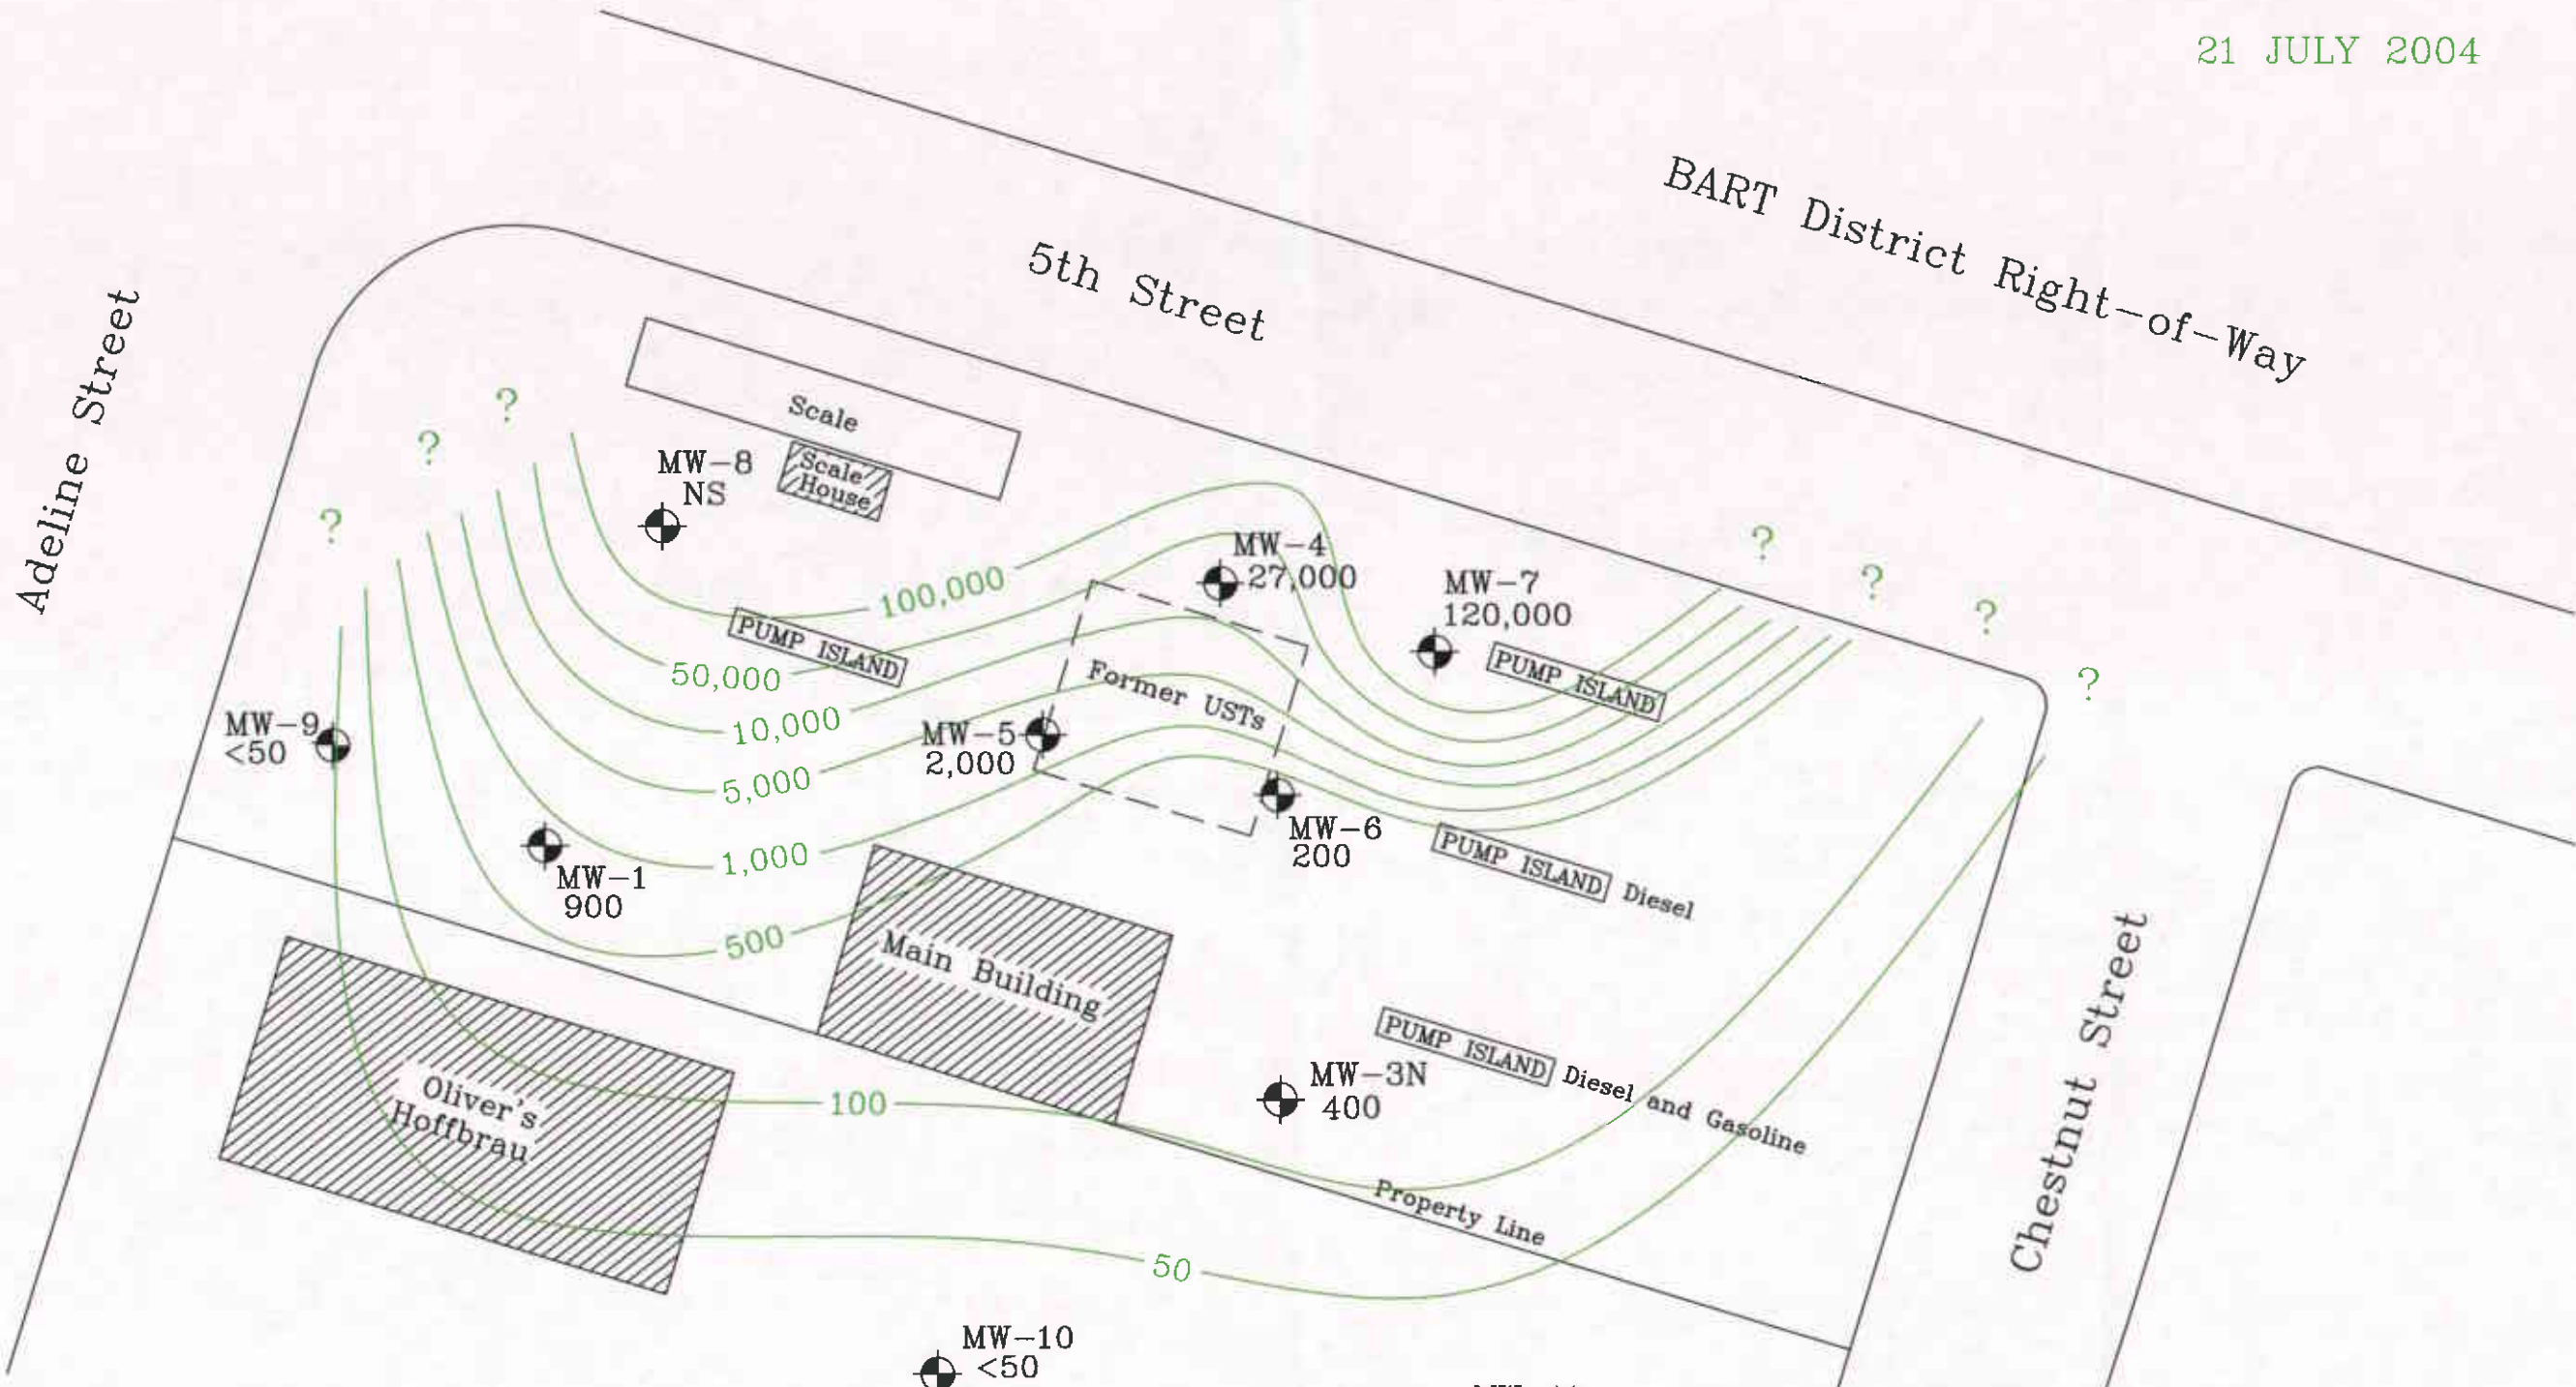 21 JULY 2004
BART District Right-of-Way
5th Street
Adeline Street
?
?
?
Scale
Scale
House
MW-8
NS
100,000
MW-4
27,000
MW-7
120,000
?
?
?
?
PUMP ISLAND
PUMP ISLAND
50,000
Former USTs
10,000
MW-9
<50
MW-5
2,000
5,000
MW-6
200
1,000
MW-1
900
PUMP ISLAND Diesel
500
Main Building
Chestnut Street
PUMP ISLAND Diesel and Gasoline
MW-3N
400
Oliver's
Hoffbrau
100
Property Line
50
MW-10
<50